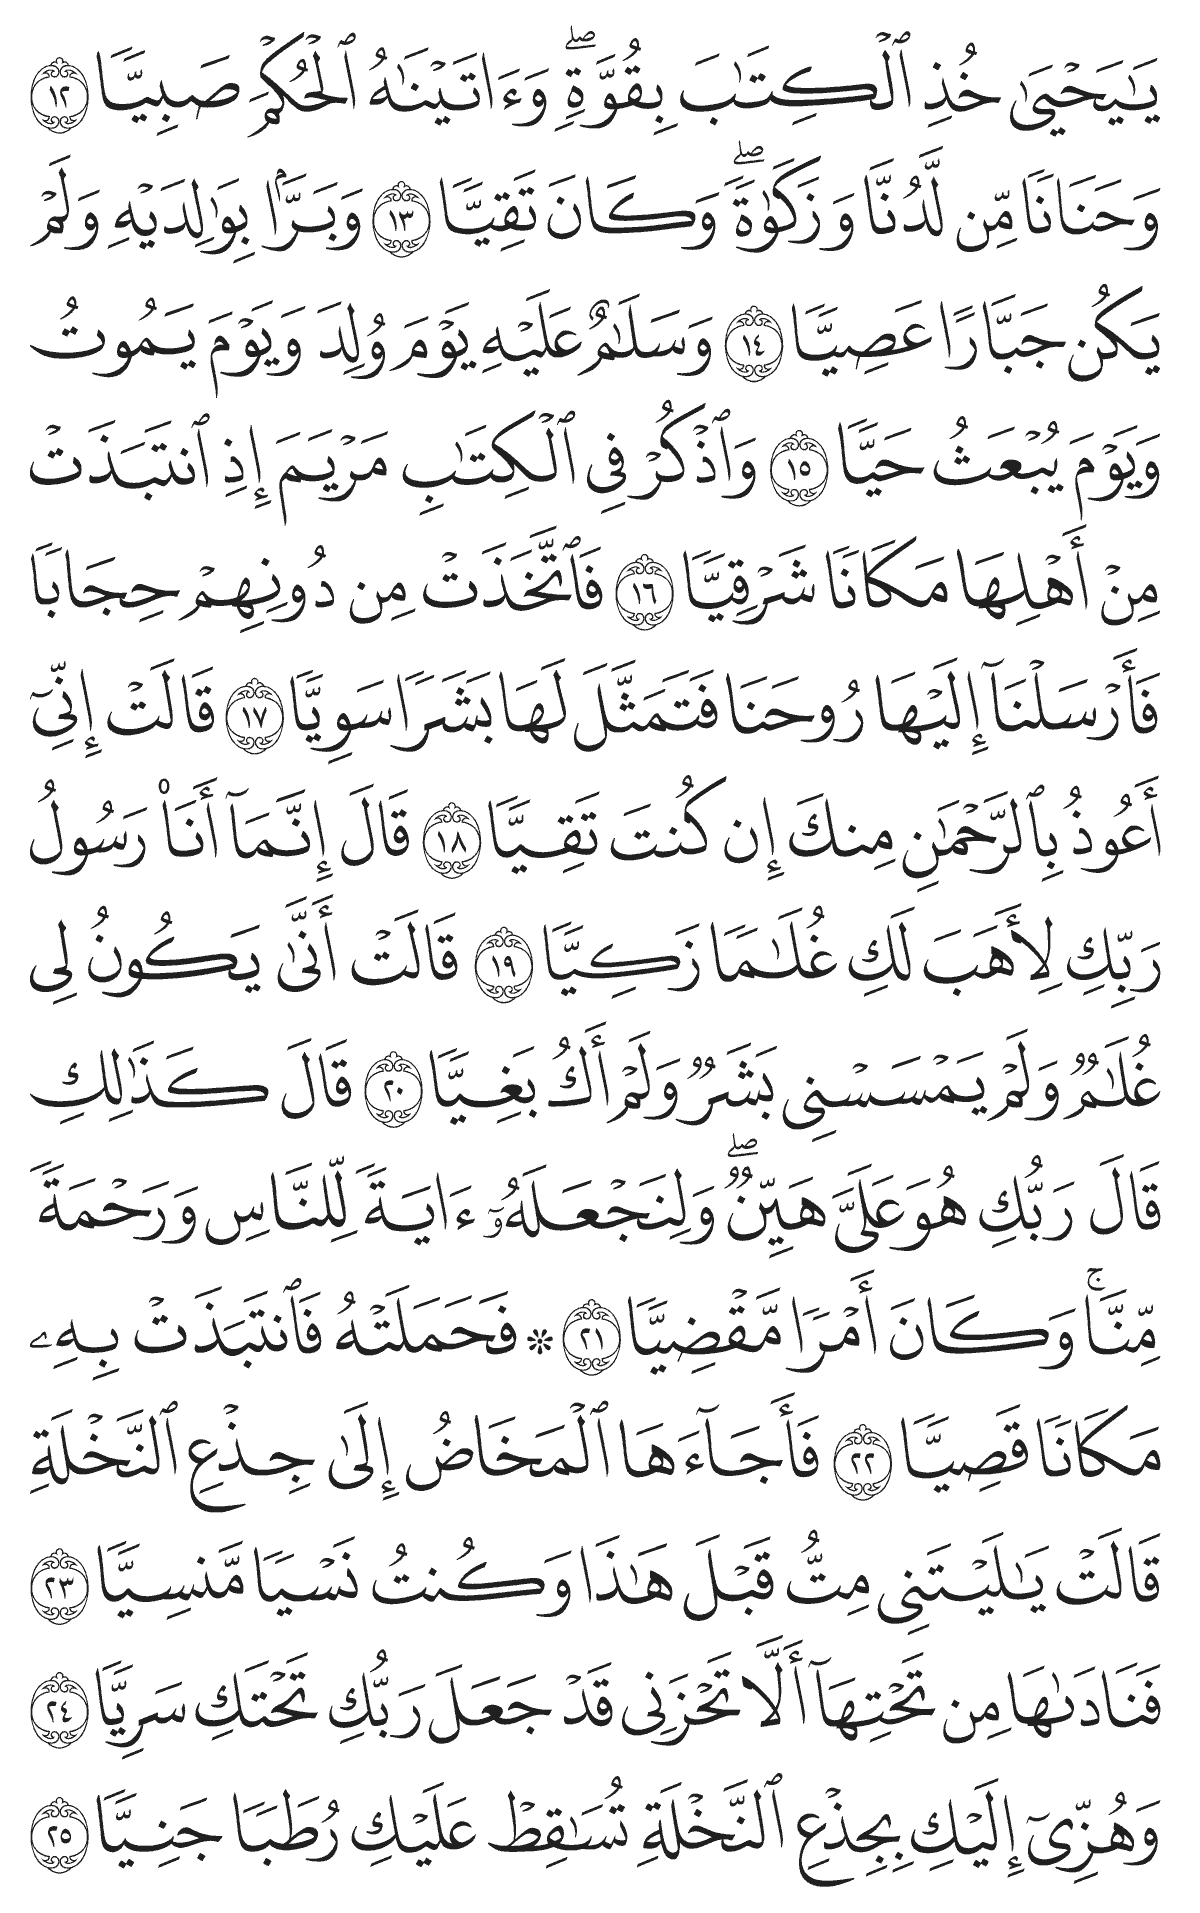 يَـٰيَحْيَىٰ خُذِ ٱلْكِتَـٰبَ بِقُوَّةٍۖ وَءَاتَيْنَـٰهُ ٱلْحُكْمَ صَبِيًّا ١٢
وَحَنَانًا مِّن لَّدُنَّا وَزَكَوٰةًۖ وَكَانَ تَقِيًّا ١٣ وَبَرًّۢا بِوَٰلِدَيْهِ وَلَمْ
يَكُن جَبَّارًا عَصِيًّا ١٤ وَسَلَـٰمٌ عَلَيْهِ يَوْمَ وُلِدَ وَيَوْمَ يَمُوتُ
وَيَوْمَ يُبْعَثُ حَيًّا ١٥ وَٱذْكُرْ فِى ٱلْكِتَـٰبِ مَرْيَمَ إِذِ ٱنتَبَذَتْ
مِنْ أَهْلِهَا مَكَانًا شَرْقِيًّا ١٦ فَٱتَّخَذَتْ مِن دُونِهِمْ حِجَابًا
فَأَرْسَلْنَآ إِلَيْهَا رُوحَنَا فَتَمَثَّلَ لَهَا بَشَرًا سَوِيًّا ١٧ قَالَتْ إِنِّىٓ
أَعُوذُ بِٱلرَّحْمَـٰنِ مِنكَ إِن كُنتَ تَقِيًّا ١٨ قَالَ إِنَّمَآ أَنَا۠ رَسُولُ
رَبِّكِ لِأَهَبَ لَكِ غُلَـٰمًا زَكِيًّا ١٩ قَالَتْ أَنَّىٰ يَكُونُ لِى
غُلَـٰمٌ وَلَمْ يَمْسَسْنِى بَشَرٌ وَلَمْ أَكُ بَغِيًّا ٢٠ قَالَ كَذَٰلِكِ
قَالَ رَبُّكِ هُوَ عَلَىَّ هَيِّنٌۖ وَلِنَجْعَلَهُۥٓ ءَايَةً لِّلنَّاسِ وَرَحْمَةً
مِّنَّاۚ وَكَانَ أَمْرًا مَّقْضِيًّا ٢١ ۞ فَحَمَلَتْهُ فَٱنتَبَذَتْ بِهِۦ
مَكَانًا قَصِيًّا ٢٢ فَأَجَآءَهَا ٱلْمَخَاضُ إِلَىٰ جِذْعِ ٱلنَّخْلَةِ
قَالَتْ يَـٰلَيْتَنِى مِتُّ قَبْلَ هَـٰذَا وَكُنتُ نَسْيًا مَّنسِيًّا ٢٣
فَنَادَىٰهَا مِن تَحْتِهَآ أَلَّا تَحْزَنِى قَدْ جَعَلَ رَبُّكِ تَحْتَكِ سَرِيًّا ٢٤
وَهُزِّىٓ إِلَيْكِ بِجِذْعِ ٱلنَّخْلَةِ تُسَـٰقِطْ عَلَيْكِ رُطَبًا جَنِيًّا ٢٥